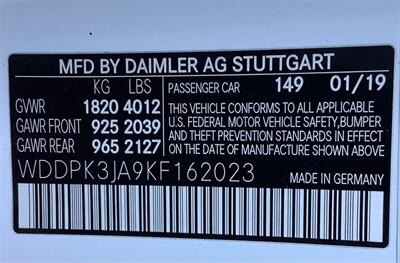 MFD BY DAIMLER AG STUTTGART
KG LBS PASSENGER CAR 149 01/19
GVWR 1820 4012
GAWR FRONT 925 2039
GAWR REAR 965 2127
THIS VEHICLE CONFORMS TO ALL APPLICABLE
U.S. FEDERAL MOTOR VEHICLE SAFETY, BUMPER
AND THEFT PREVENTION STANDARDS IN EFFECT
ON THE DATE OF MANUFACTURE SHOWN ABOVE.
WDDPK3JA9KF162023 MADE IN GERMANY